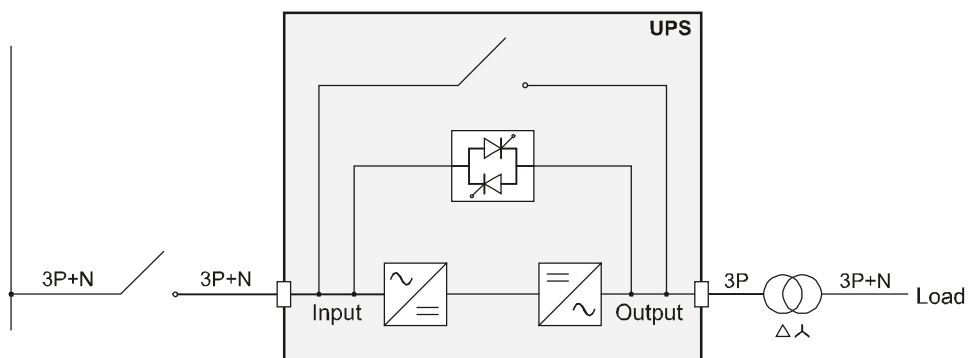 UPS
3P+N
3P+N
Input
Output
3P
3P+N
Load